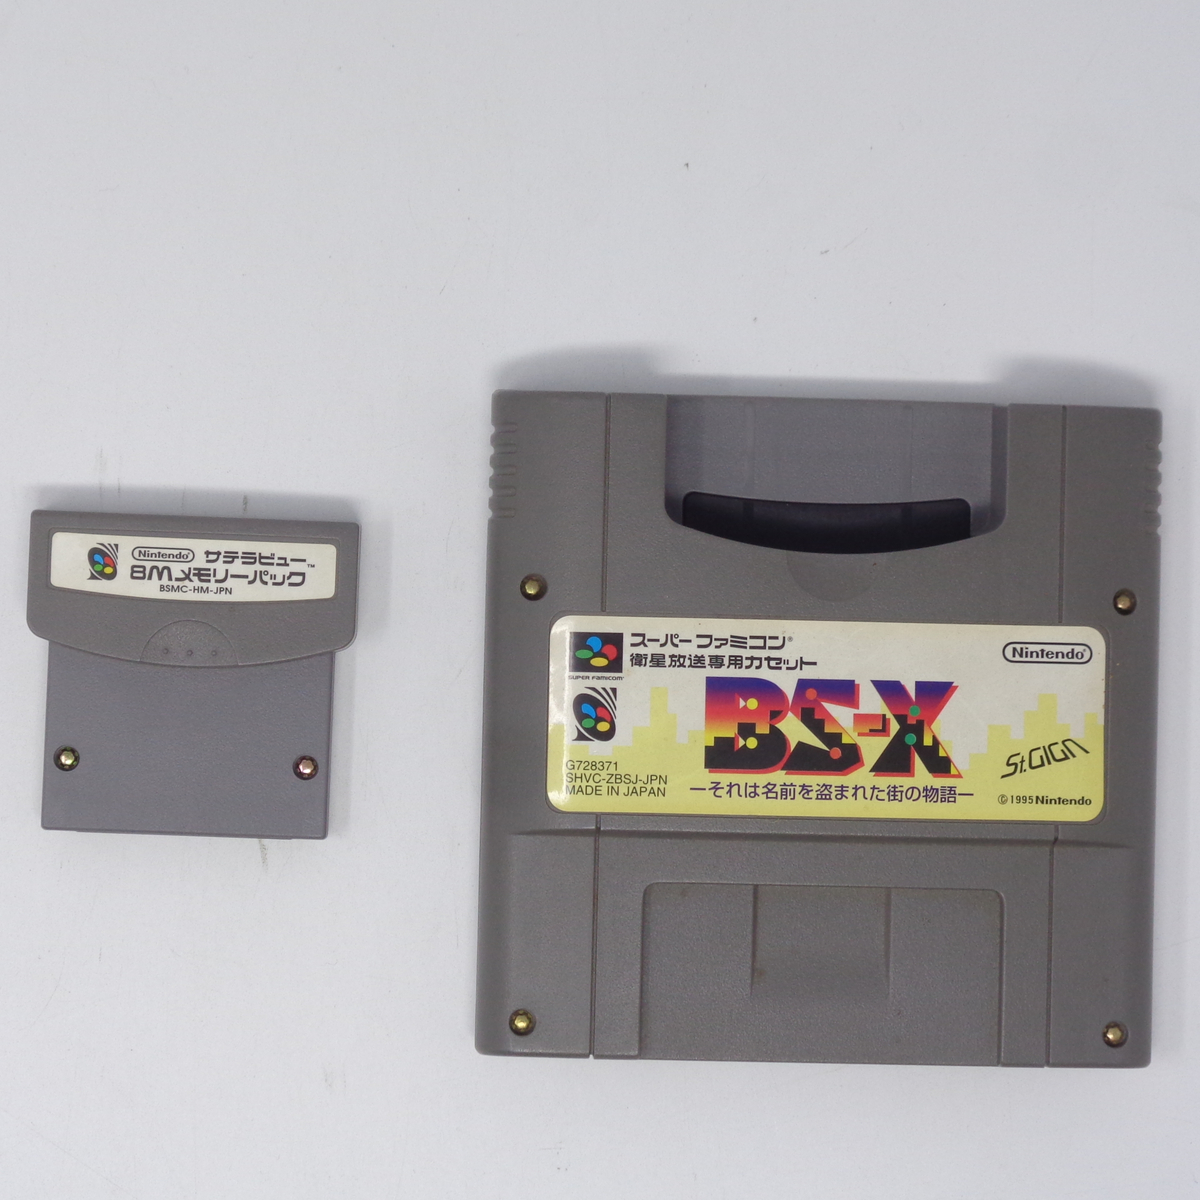 Nintendo サテラビュー™
8Mメモリーパック
BSMC-HM-JPN
スーパーファミコン®
衛星放送専用カセット
Nintendo®
SUPER FAMICOM®
BS-X
G728371
SHVC-ZBSJ-JPN
MADE IN JAPAN
ーそれは名前を盗まれた街の物語ー
St.GIGA
©1995Nintendo